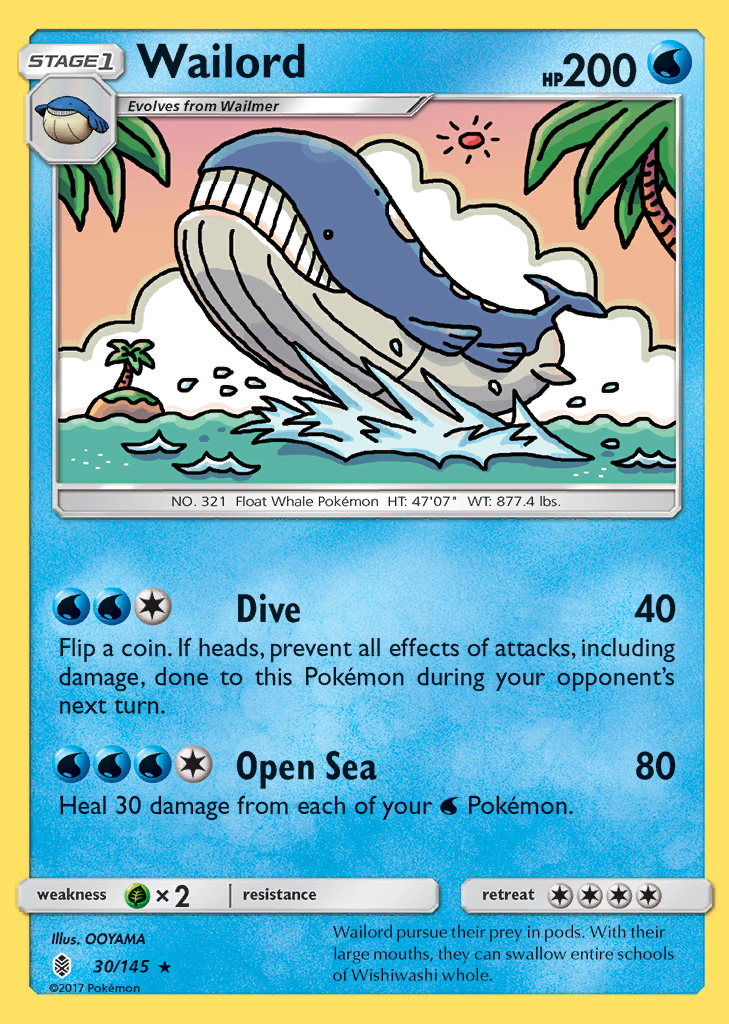 STAGE1
Wailord
HP200
Evolves from Wailmer
NO. 321 Float Whale Pokémon HT: 47'07" WT: 877.4 lbs.
Dive 40
Flip a coin. If heads, prevent all effects of attacks, including
damage, done to this Pokémon during your opponent's
next turn.
Open Sea 80
Heal 30 damage from each of your Pokémon.
weakness ×2 resistance retreat
Illus. OOYAMA
30/145 ★
©2017 Pokémon
Wailord pursue their prey in pods. With their
large mouths, they can swallow entire schools
of Wishiwashi whole.